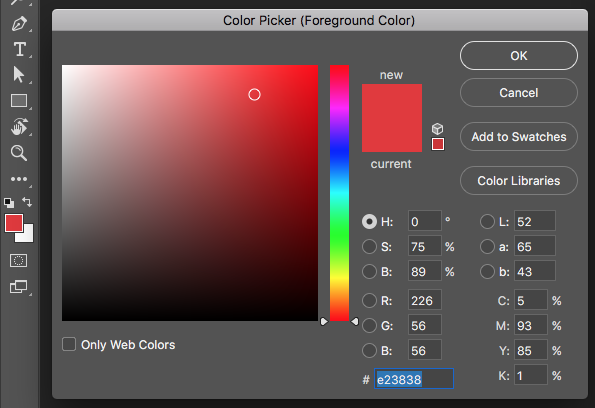 Color Picker (Foreground Color)
new
current
OK
Cancel
Add to Swatches
Color Libraries
H: 0 °
S: 75 %
B: 89 %
R: 226
G: 56
B: 56
# e23838
L: 52
a: 65
b: 43
C: 5 %
M: 93 %
Y: 85 %
K: 1 %
Only Web Colors
T